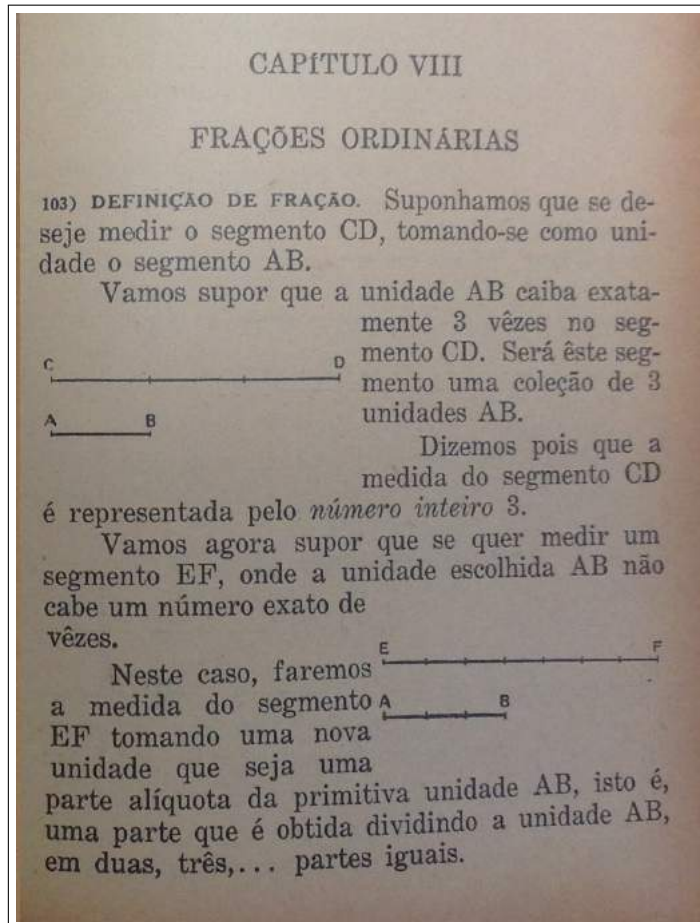 CAPÍTULO VIII
FRAÇÕES ORDINÁRIAS
103) DEFINIÇÃO DE FRAÇÃO. Suponhamos que se de-
seje medir o segmento CD, tomando-se como uni-
dade o segmento AB.
Vamos supor que a unidade AB caiba exata-
mente 3 vêzes no seg-
mento CD. Será êste seg-
mento uma coleção de 3
unidades AB.
C D
A B
Dizemos pois que a
medida do segmento CD
é representada pelo número inteiro 3.
Vamos agora supor que se quer medir um
segmento EF, onde a unidade escolhida AB não
cabe um número exato de
vêzes.
E F
A B
Neste caso, faremos
a medida do segmento
EF tomando uma nova
unidade que seja uma
parte alíquota da primitiva unidade AB, isto é,
uma parte que é obtida dividindo a unidade AB,
em duas, três,... partes iguais.